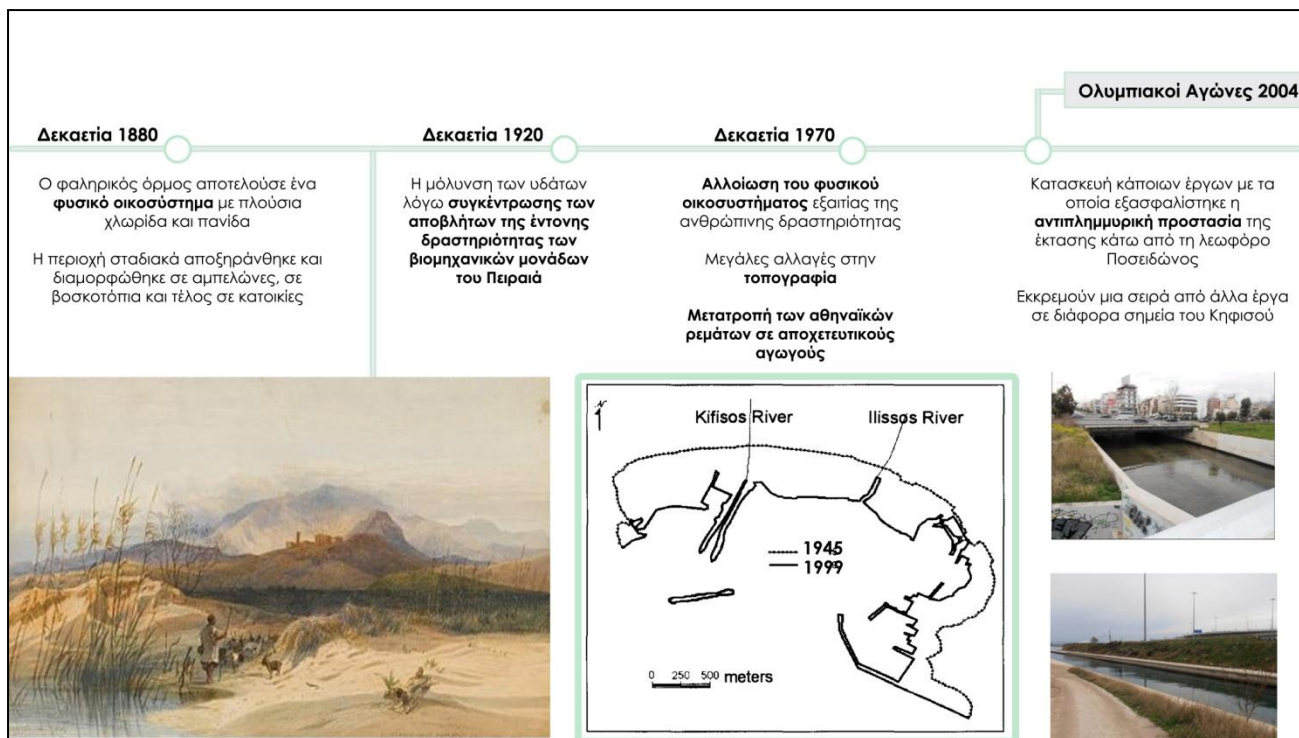 Ολυμπιακοί Αγώνες 2004
Δεκαετία 1880
Ο φαληρικός όρμος αποτελούσε ένα
φυσικό οικοσύστημα με πλούσια
χλωρίδα και πανίδα
Η περιοχή σταδιακά αποξηράνθηκε και
διαμορφώθηκε σε αμπελώνες, σε
βοσκοτόπια και τέλος σε κατοικίες
Δεκαετία 1920
Η μόλυνση των υδάτων
λόγω συγκέντρωσης των
αποβλήτων της έντονης
δραστηριότητας των
βιομηχανικών μονάδων
του Πειραιά
Δεκαετία 1970
Αλλοίωση του φυσικού
οικοσυστήματος εξαιτίας της
ανθρώπινης δραστηριότητας
Μεγάλες αλλαγές στην
τοπογραφία
Μετατροπή των αθηναϊκών
ρεμάτων σε αποχετευτικούς
αγωγούς
Κατασκευή κάποιων έργων με τα
οποία εξασφαλίστηκε η
αντιπλημμυρική προστασία της
έκτασης κάτω από τη λεωφόρο
Ποσειδώνος
Εκκρεμούν μια σειρά από άλλα έργα
σε διάφορα σημεία του Κηφισού
N
Kifisos River
Ilissos River
1945
1999
0 250 500 meters